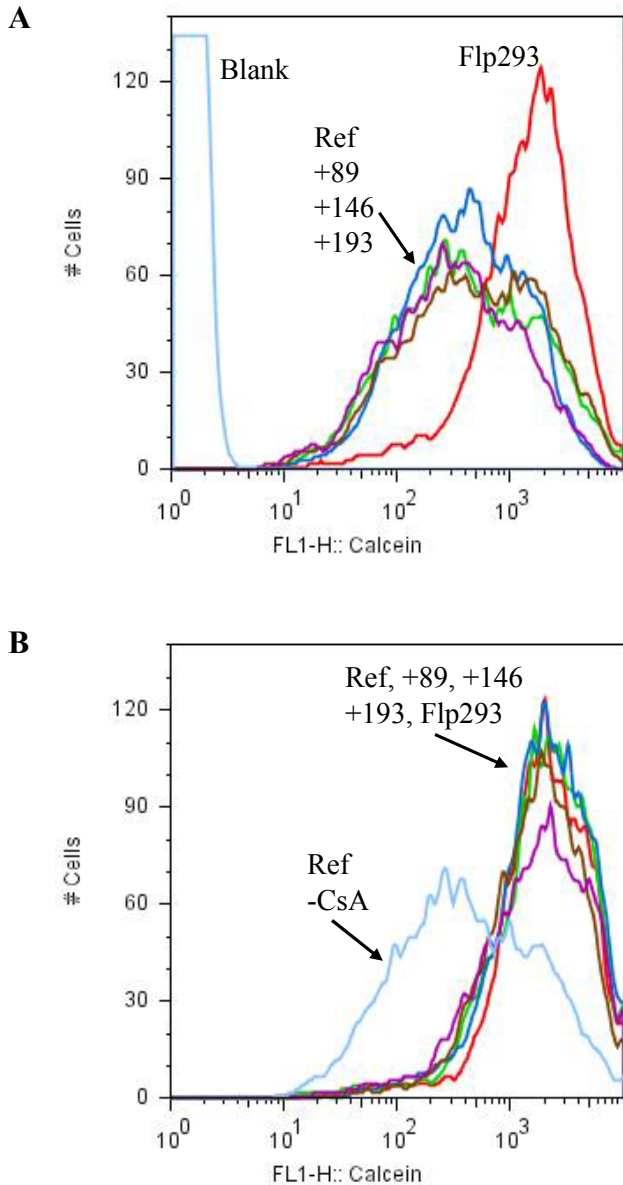 A
Blank
Flp293
Ref
+89
+146
+193
120
90
60
30
0
# Cells
10^0 10^1 10^2 10^3
FL1-H:: Calcein
B
Ref, +89, +146
+193, Flp293
Ref
-CsA
120
90
60
30
0
# Cells
10^0 10^1 10^2 10^3
FL1-H:: Calcein